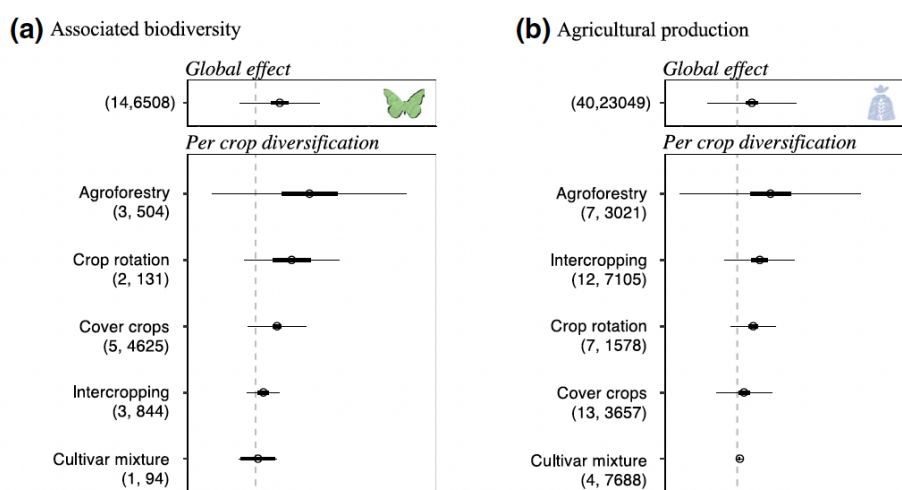 (a) Associated biodiversity
Global effect
(14,6508)
Per crop diversification
Agroforestry
(3, 504)
Crop rotation
(2, 131)
Cover crops
(5, 4625)
Intercropping
(3, 844)
Cultivar mixture
(1, 94)
(b) Agricultural production
Global effect
(40,23049)
Per crop diversification
Agroforestry
(7, 3021)
Intercropping
(12, 7105)
Crop rotation
(7, 1578)
Cover crops
(13, 3657)
Cultivar mixture
(4, 7688)